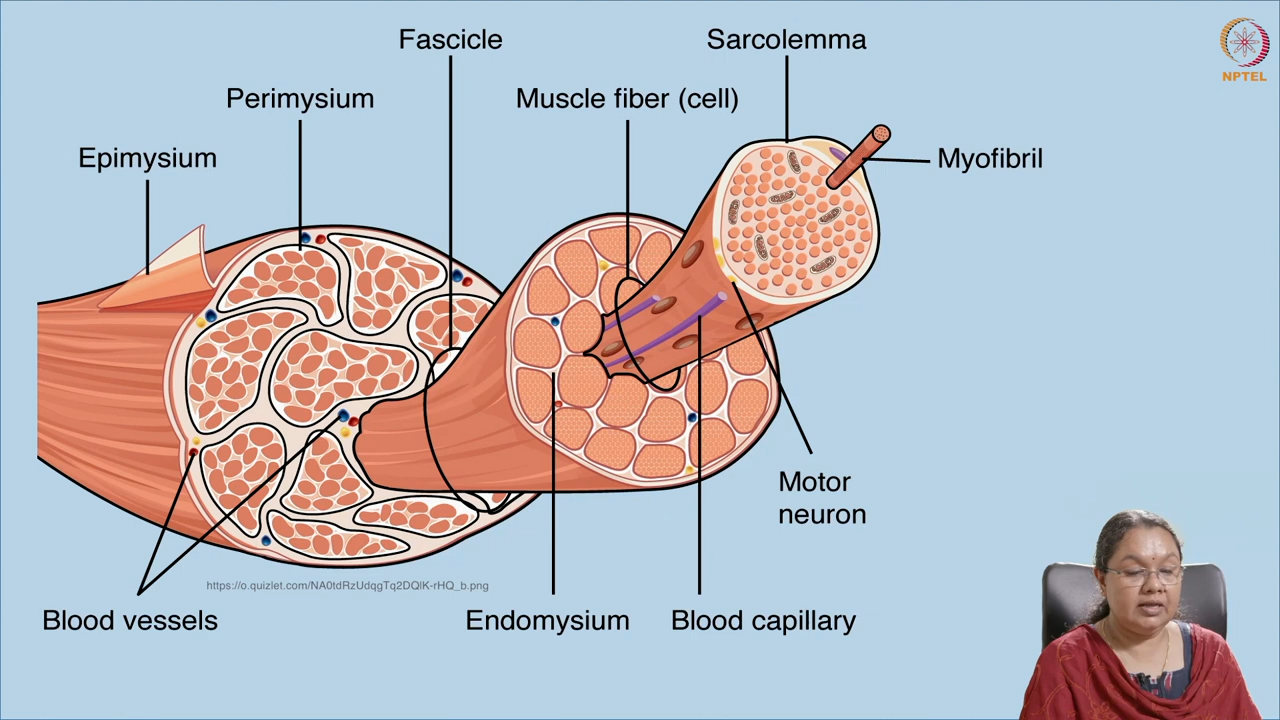 Fascicle
Sarcolemma
NPTEL
Perimysium
Muscle fiber (cell)
Epimysium
Myofibril
Motor
neuron
https://o.quizlet.com/NA0tdRzUdqgTq2DQlK-rHQ_b.png
Blood vessels
Endomysium
Blood capillary